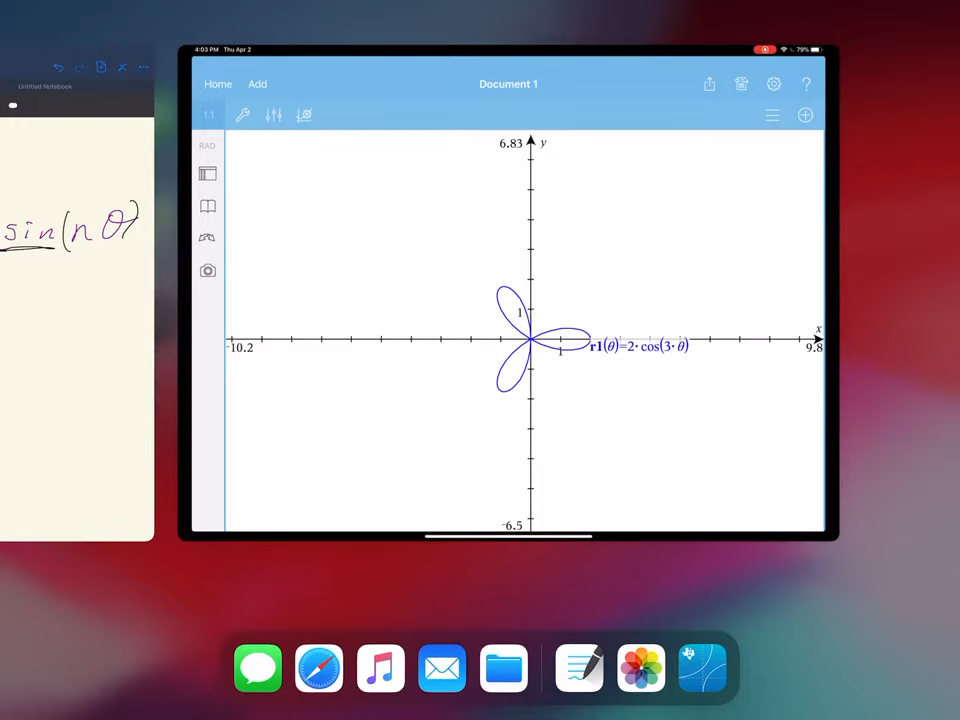 4:03 PM Thu Apr 2
79%
Untitled Notebook
sin(nθ)
Home Add Document 1
1.1
RAD
6.83 y
1
x
-10.2 1 9.8
r1(θ)=2·cos(3·θ)
-6.5